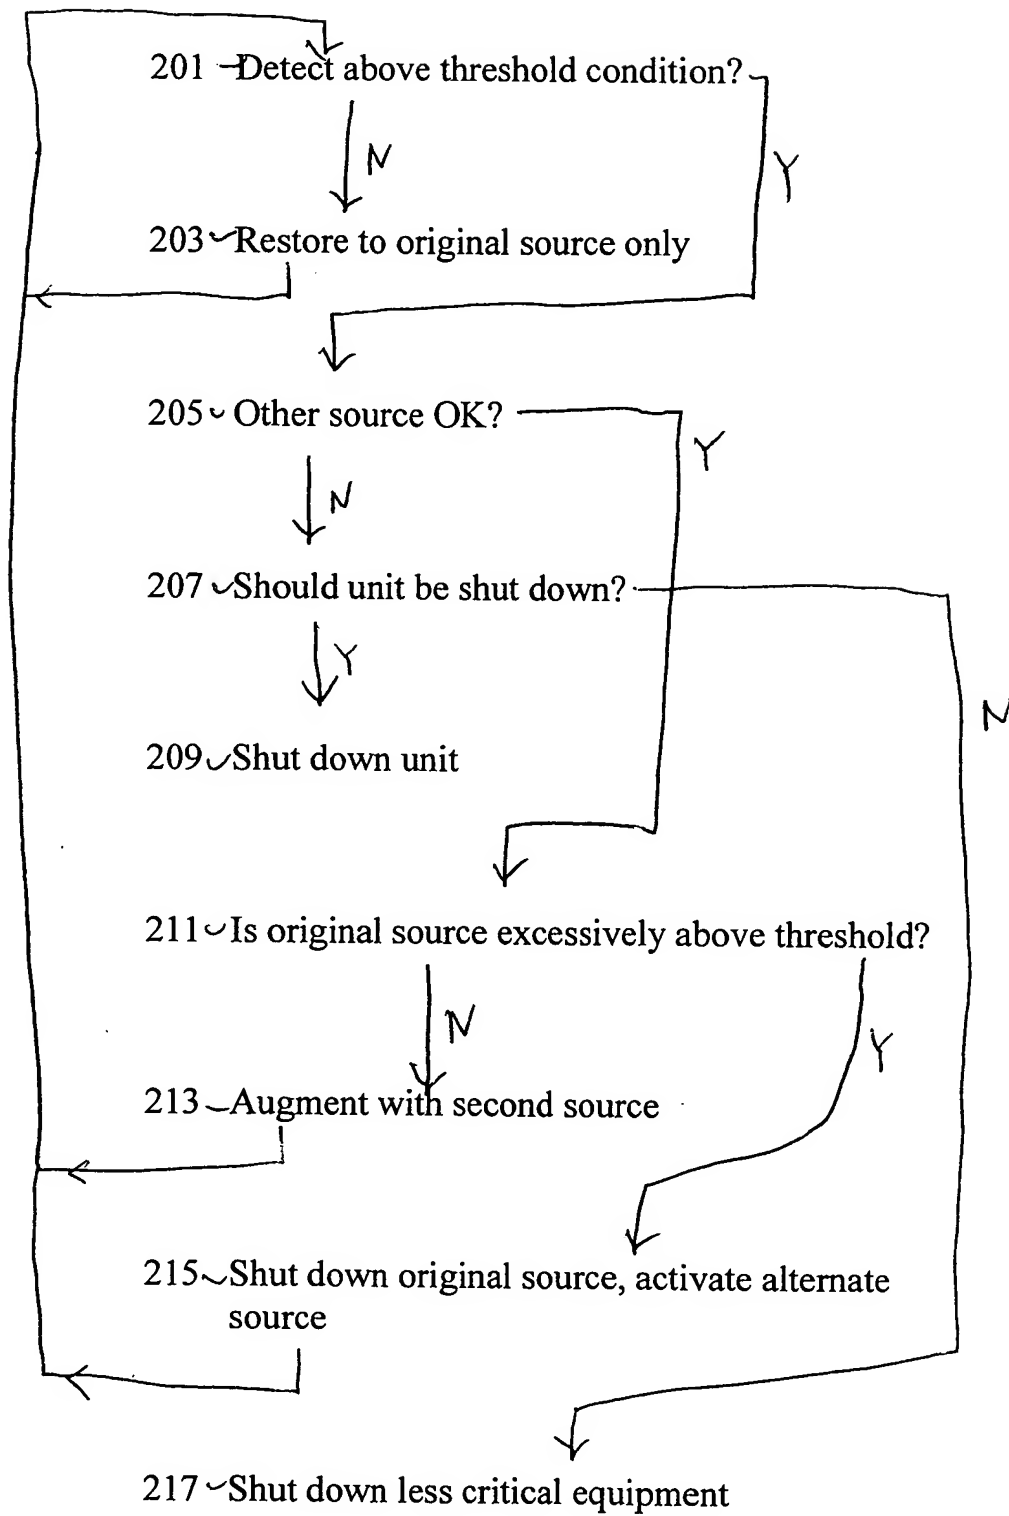 201 Detect above threshold condition?
N
Y
203 Restore to original source only
205 Other source OK?
Y
N
207 Should unit be shut down?
Y
N
209 Shut down unit
211 Is original source excessively above threshold?
N
Y
213 Augment with second source
215 Shut down original source, activate alternate
source
217 Shut down less critical equipment